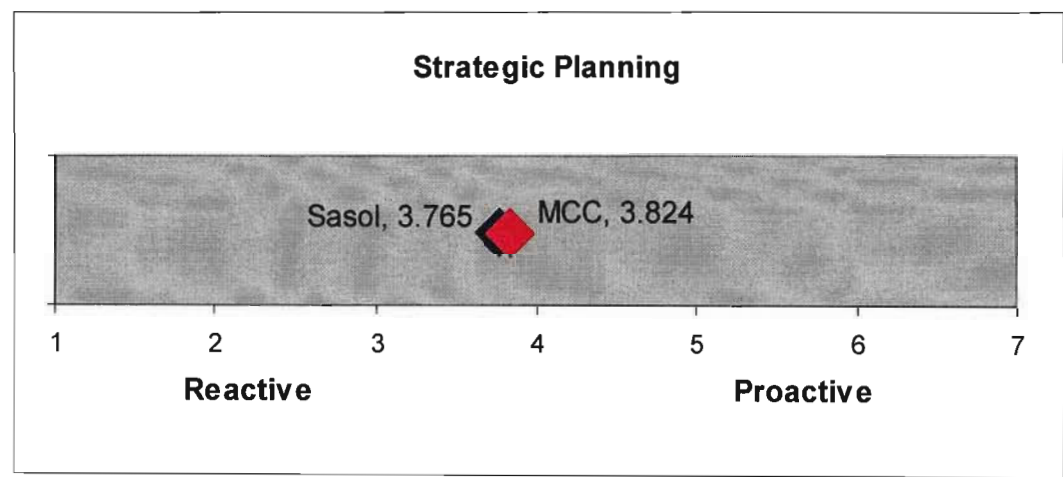 Strategic Planning
Sasol, 3.765 MCC, 3.824
1 2 3 4 5 6 7
Reactive Proactive